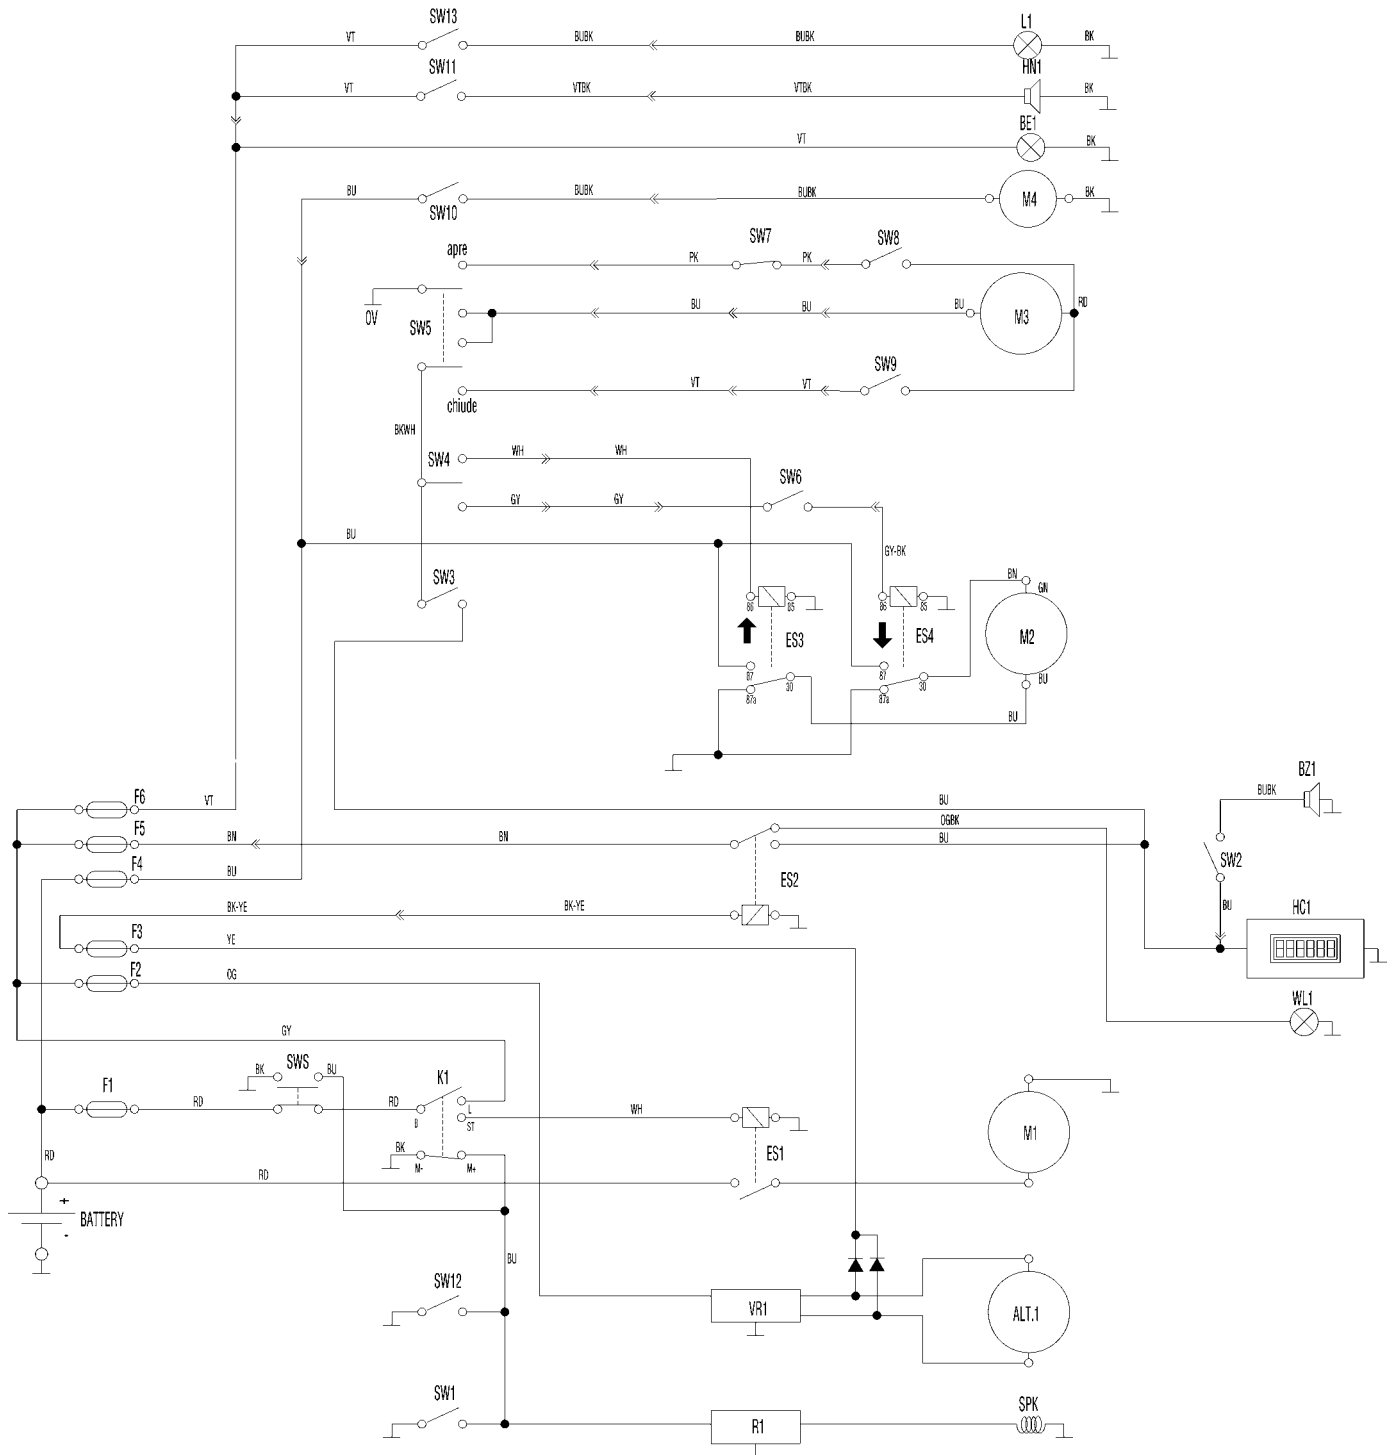 SW13
L1
VT
BUBK
BUBK
BK
SW11
HN1
VT
VTBK
VTBK
BK
BE1
VT
BK
BU
BUBK
BUBK
M4
BK
SW10
apre
SW7
SW8
PK
PK
0V
SW5
BU
BU
BU
M3
RD
SW9
VT
VT
chiude
BKWH
SW4
WH
WH
SW6
GY
GY
BU
GY-BK
SW3
BN
GN
86
85
86
85
ES3
ES4
M2
87
30
87
30
BU
87a
87a
BU
BZ1
BUBK
F6
VT
BU
F5
OGBK
BN
BN
BU
SW2
F4
BU
ES2
BU
HC1
BK-YE
BK-YE
F3
YE
F2
OG
WL1
GY
SWS
BK
BU
F1
K1
RD
RD
B
L
ST
WH
M1
BK
ES1
RD
M-
M+
RD
+
BATTERY
-
BU
SW12
VR1
ALT.1
SW1
SPK
R1